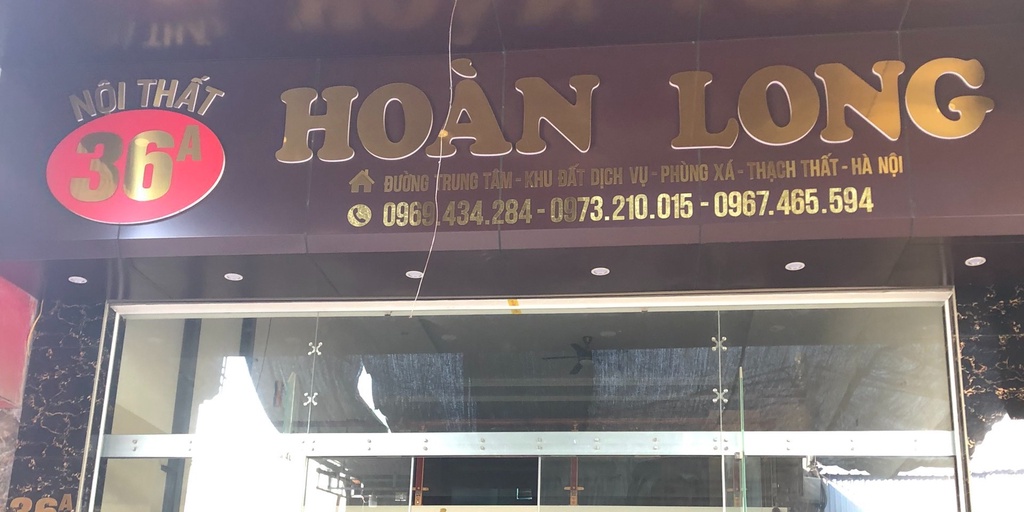 NỘI THẤT
36A
HOÀN LONG
ĐƯỜNG TRUNG TÂM - KHU ĐẤT DỊCH VỤ - PHÙNG XÁ - THẠCH THẤT - HÀ NỘI
0969.434.284 - 0973.210.015 - 0967.465.594
36A